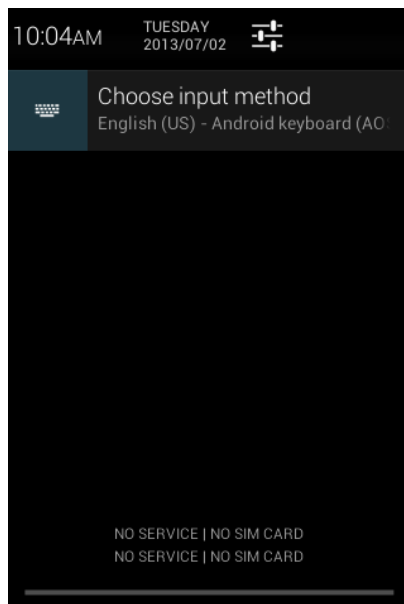 10:04AM
TUESDAY
2013/07/02
Choose input method
English (US) - Android keyboard (AO
NO SERVICE | NO SIM CARD
NO SERVICE | NO SIM CARD